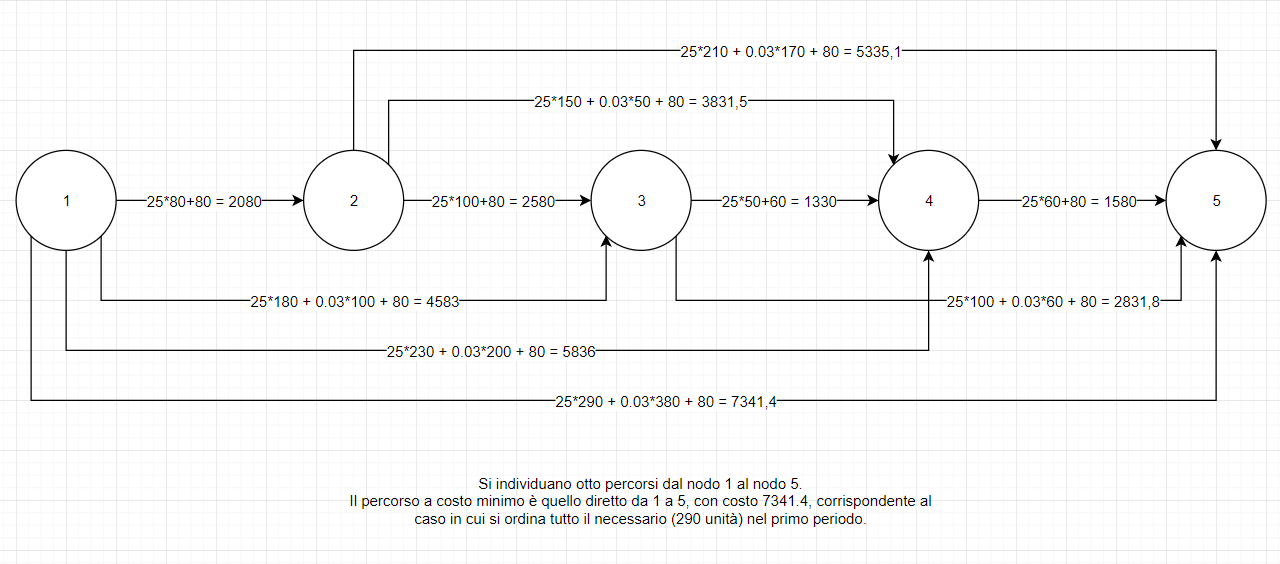 25*210 + 0.03*170 + 80 = 5335,1
25*150 + 0.03*50 + 80 = 3831,5
1
25*80+80 = 2080
2
25*100+80 = 2580
3
25*50+60 = 1330
4
25*60+80 = 1580
5
25*180 + 0.03*100 + 80 = 4583
25*100 + 0.03*60 + 80 = 2831,8
25*230 + 0.03*200 + 80 = 5836
25*290 + 0.03*380 + 80 = 7341,4
Si individuano otto percorsi dal nodo 1 al nodo 5.
Il percorso a costo minimo è quello diretto da 1 a 5, con costo 7341.4, corrispondente al
caso in cui si ordina tutto il necessario (290 unità) nel primo periodo.